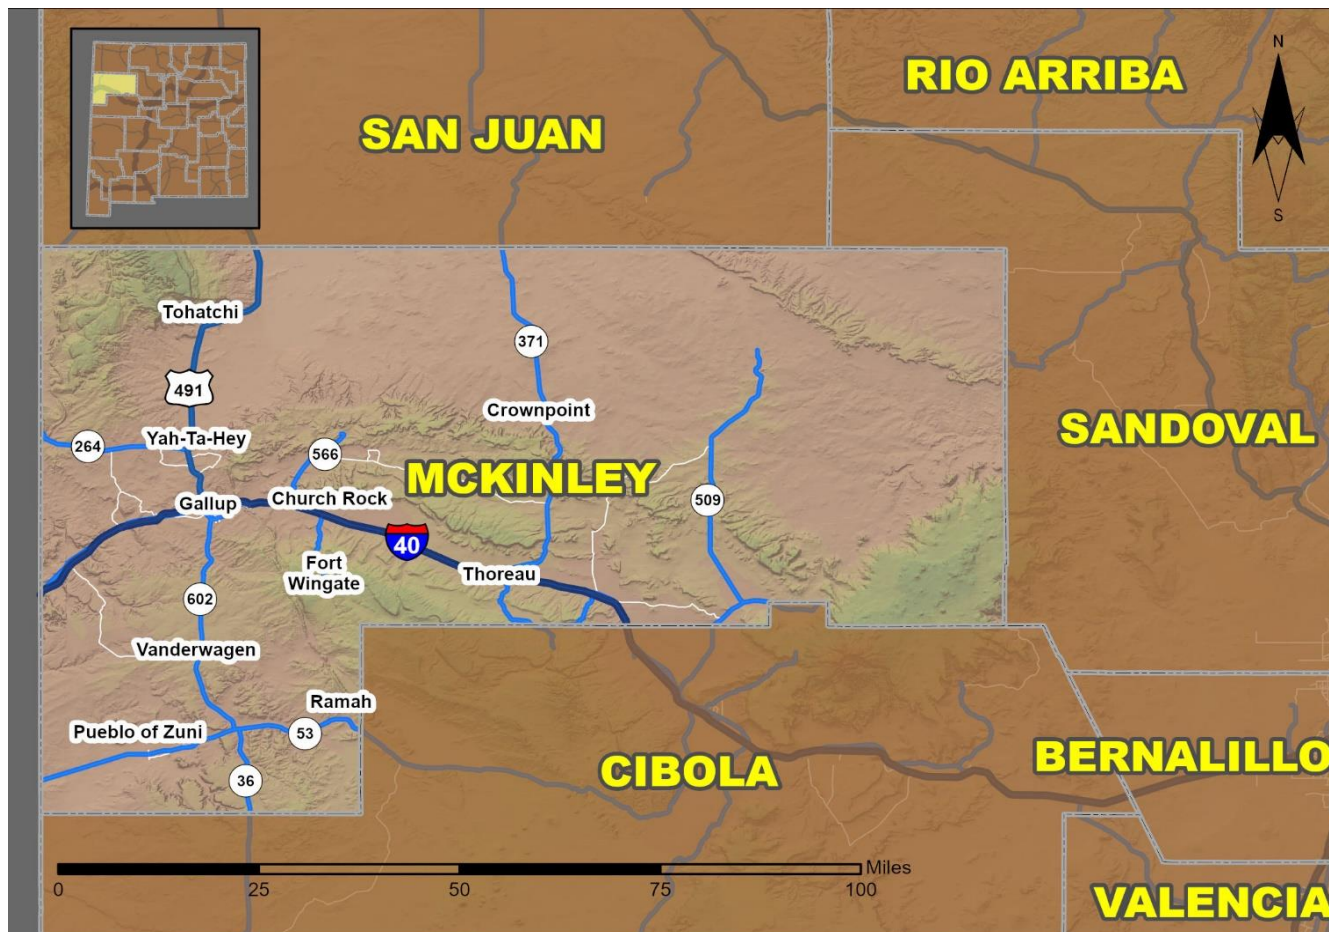 N
RIO ARRIBA
SAN JUAN
S
Tohatchi
371
491
Crownpoint
SANDOVAL
Yah-Ta-Hey
264
566
MCKINLEY
Church Rock
509
Gallup
40
Fort
Wingate
Thoreau
602
Vanderwagen
Ramah
Pueblo of Zuni
53
BERNALILLO
CIBOLA
36
Miles
0 25 50 75 100
VALENCIA